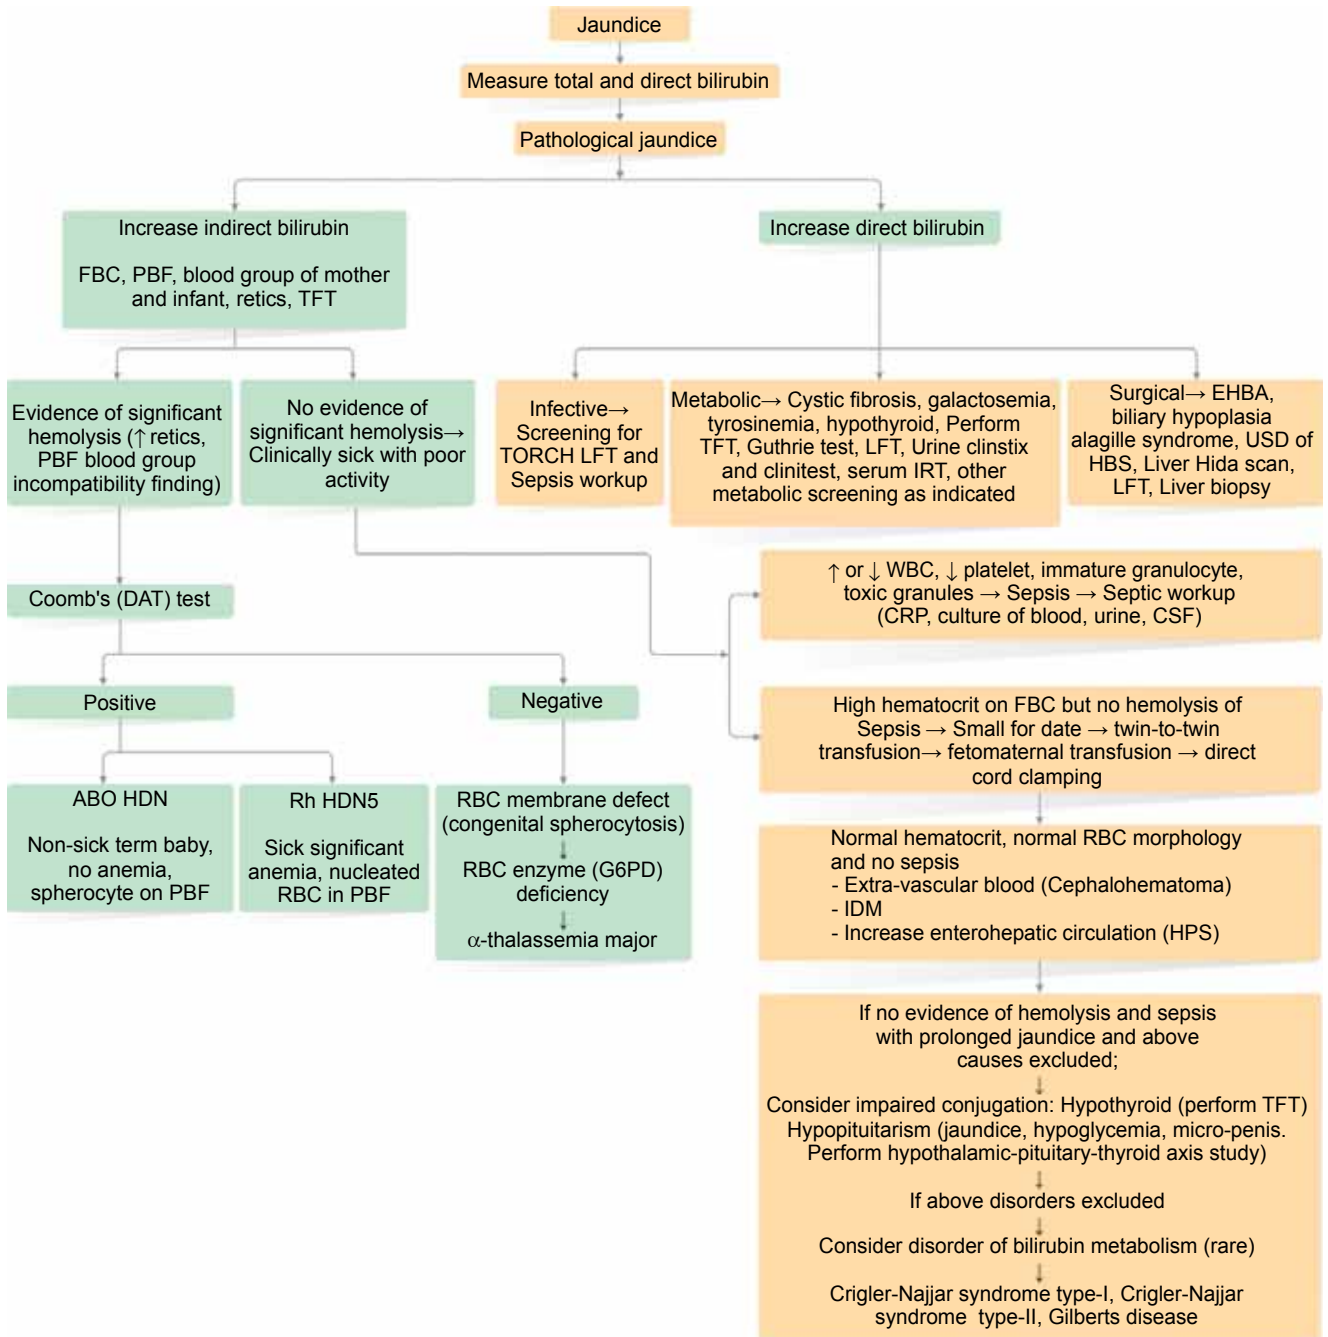 Jaundice
Measure total and direct bilirubin
Pathological jaundice
Increase indirect bilirubin
FBC, PBF, blood group of mother
and infant, retics, TFT
Increase direct bilirubin
Evidence of significant
hemolysis (↑ retics,
PBF blood group
incompatibility finding)
No evidence of
significant hemolysis→
Clinically sick with poor
activity
Infective→
Screening for
TORCH LFT and
Sepsis workup
Metabolic→ Cystic fibrosis, galactosemia,
tyrosinemia, hypothyroid, Perform
TFT, Guthrie test, LFT, Urine clinstix
and clinitest, serum IRT, other
metabolic screening as indicated
Surgical→ EHBA,
biliary hypoplasia
alagille syndrome, USD of
HBS, Liver Hida scan,
LFT, Liver biopsy
Coomb's (DAT) test
↑ or ↓ WBC, ↓ platelet, immature granulocyte,
toxic granules → Sepsis → Septic workup
(CRP, culture of blood, urine, CSF)
Positive
Negative
High hematocrit on FBC but no hemolysis of
Sepsis → Small for date → twin-to-twin
transfusion→ fetomaternal transfusion → direct
cord clamping
ABO HDN
Non-sick term baby,
no anemia,
spherocyte on PBF
Rh HDN5
Sick significant
anemia, nucleated
RBC in PBF
RBC membrane defect
(congenital spherocytosis)
↓
RBC enzyme (G6PD)
deficiency
↓
α-thalassemia major
Normal hematocrit, normal RBC morphology
and no sepsis
- Extra-vascular blood (Cephalohematoma)
- IDM
- Increase enterohepatic circulation (HPS)
If no evidence of hemolysis and sepsis
with prolonged jaundice and above
causes excluded;
↓
Consider impaired conjugation: Hypothyroid (perform TFT)
Hypopituitarism (jaundice, hypoglycemia, micro-penis.
Perform hypothalamic-pituitary-thyroid axis study)
↓
If above disorders excluded
↓
Consider disorder of bilirubin metabolism (rare)
↓
Crigler-Najjar syndrome type-I, Crigler-Najjar
syndrome type-II, Gilberts disease